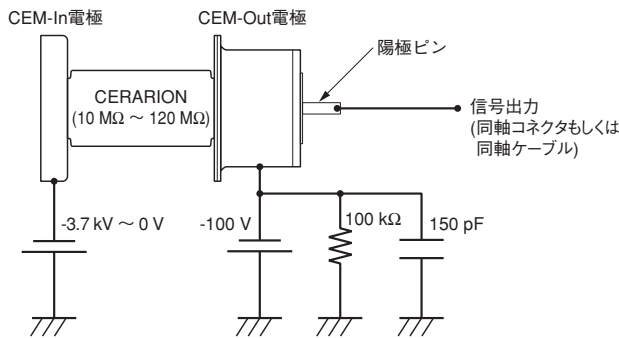 CEM-In電極
CEM-Out電極
陽極ピン
CERARION
(10 MΩ ～ 120 MΩ)
信号出力
(同軸コネクタもしくは
同軸ケーブル)
-3.7 kV ～ 0 V
-100 V
100 kΩ
150 pF